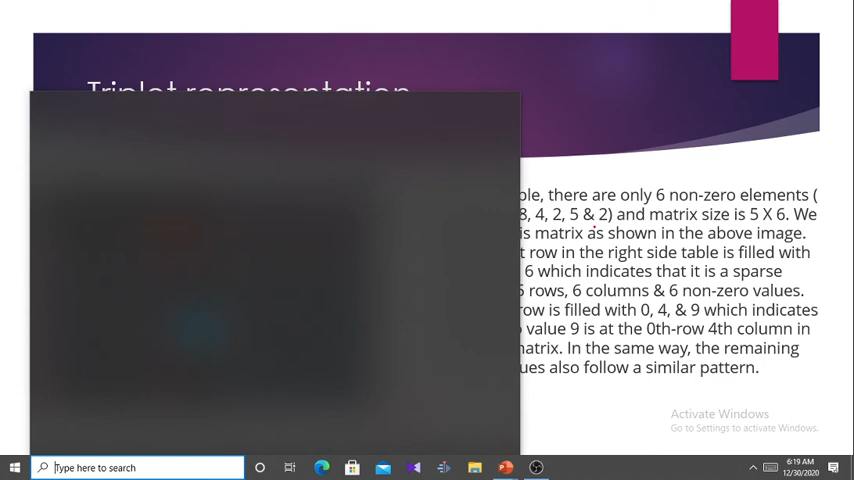 Triplet representation
ble, there are only 6 non-zero elements (
8, 4, 2, 5 & 2) and matrix size is 5 X 6. We
is matrix as shown in the above image.
t row in the right side table is filled with
6 which indicates that it is a sparse
5 rows, 6 columns & 6 non-zero values.
row is filled with 0, 4, & 9 which indicates
value 9 is at the 0th-row 4th column in
matrix. In the same way, the remaining
ues also follow a similar pattern.
Activate Windows
Go to Settings to activate Windows.
Type here to search
6:19 AM
12/30/2020